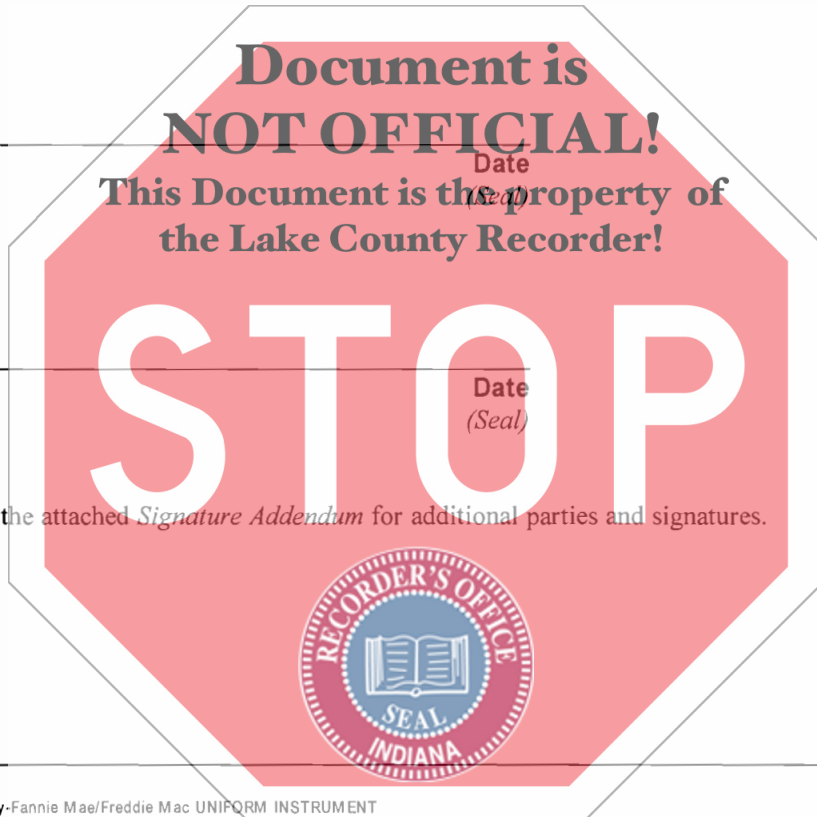 Document is
NOT OFFICIAL!
Date
This Document is the property of
(Seal)
the Lake County Recorder!
STOP
Date
(Seal)
the attached Signature Addendum for additional parties and signatures.
RECORDER'S OFFICE
SEAL
INDIANA
y-Fannie Mae/Freddie Mac UNIFORM INSTRUMENT